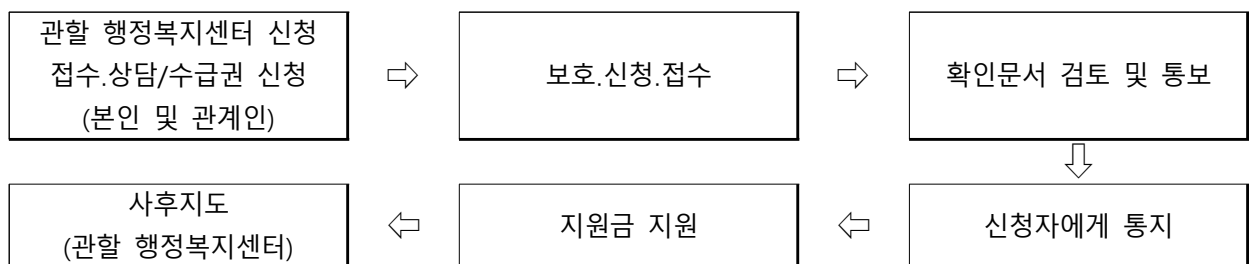 관할 행정복지센터 신청
접수.상담/수급권 신청
(본인 및 관계인)
보호.신청.접수
확인문서 검토 및 통보
신청자에게 통지
지원금 지원
사후지도
(관할 행정복지센터)